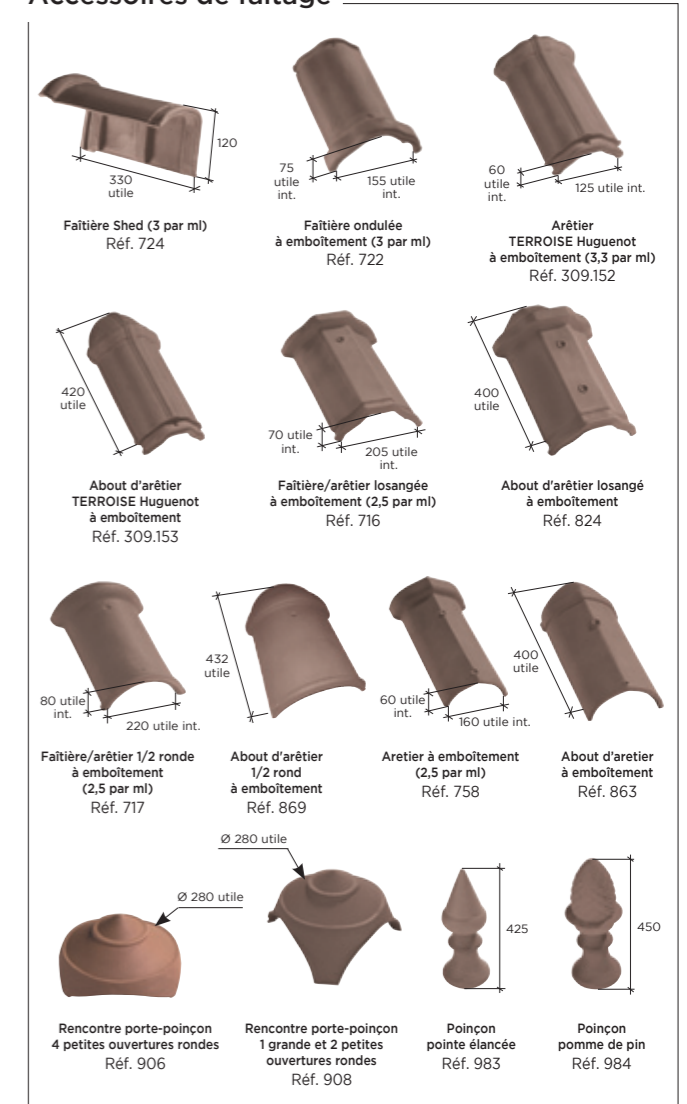 Accessoires de faîtage
120
330
utile
Faîtière Shed (3 par ml)
Réf. 724
75
utile
int.
155 utile
int.
Faîtière ondulée
à emboîtement (3 par ml)
Réf. 722
60
utile
int.
125 utile int.
Arêtier
TERROISE Huguenot
à emboîtement (3,3 par ml)
Réf. 309.152
420
utile
About d'arêtier
TERROISE Huguenot
à emboîtement
Réf. 309.153
70 utile
int.
205 utile
int.
Faîtière/arêtier losangée
à emboîtement (2,5 par ml)
Réf. 716
400
utile
About d'arêtier losangé
à emboîtement
Réf. 824
80 utile
int.
220 utile int.
Faîtière/arêtier 1/2 ronde
à emboîtement
(2,5 par ml)
Réf. 717
432
utile
About d'arêtier
1/2 rond
à emboîtement
Réf. 869
60 utile
int.
160 utile int.
Aretier à emboîtement
(2,5 par ml)
Réf. 758
400
utile
About d'aretier
à emboîtement
Réf. 863
Ø 280 utile
Rencontre porte-poinçon
4 petites ouvertures rondes
Réf. 906
Ø 280 utile
Rencontre porte-poinçon
1 grande et 2 petites
ouvertures rondes
Réf. 908
425
Poinçon
pointe élancée
Réf. 983
450
Poinçon
pomme de pin
Réf. 984